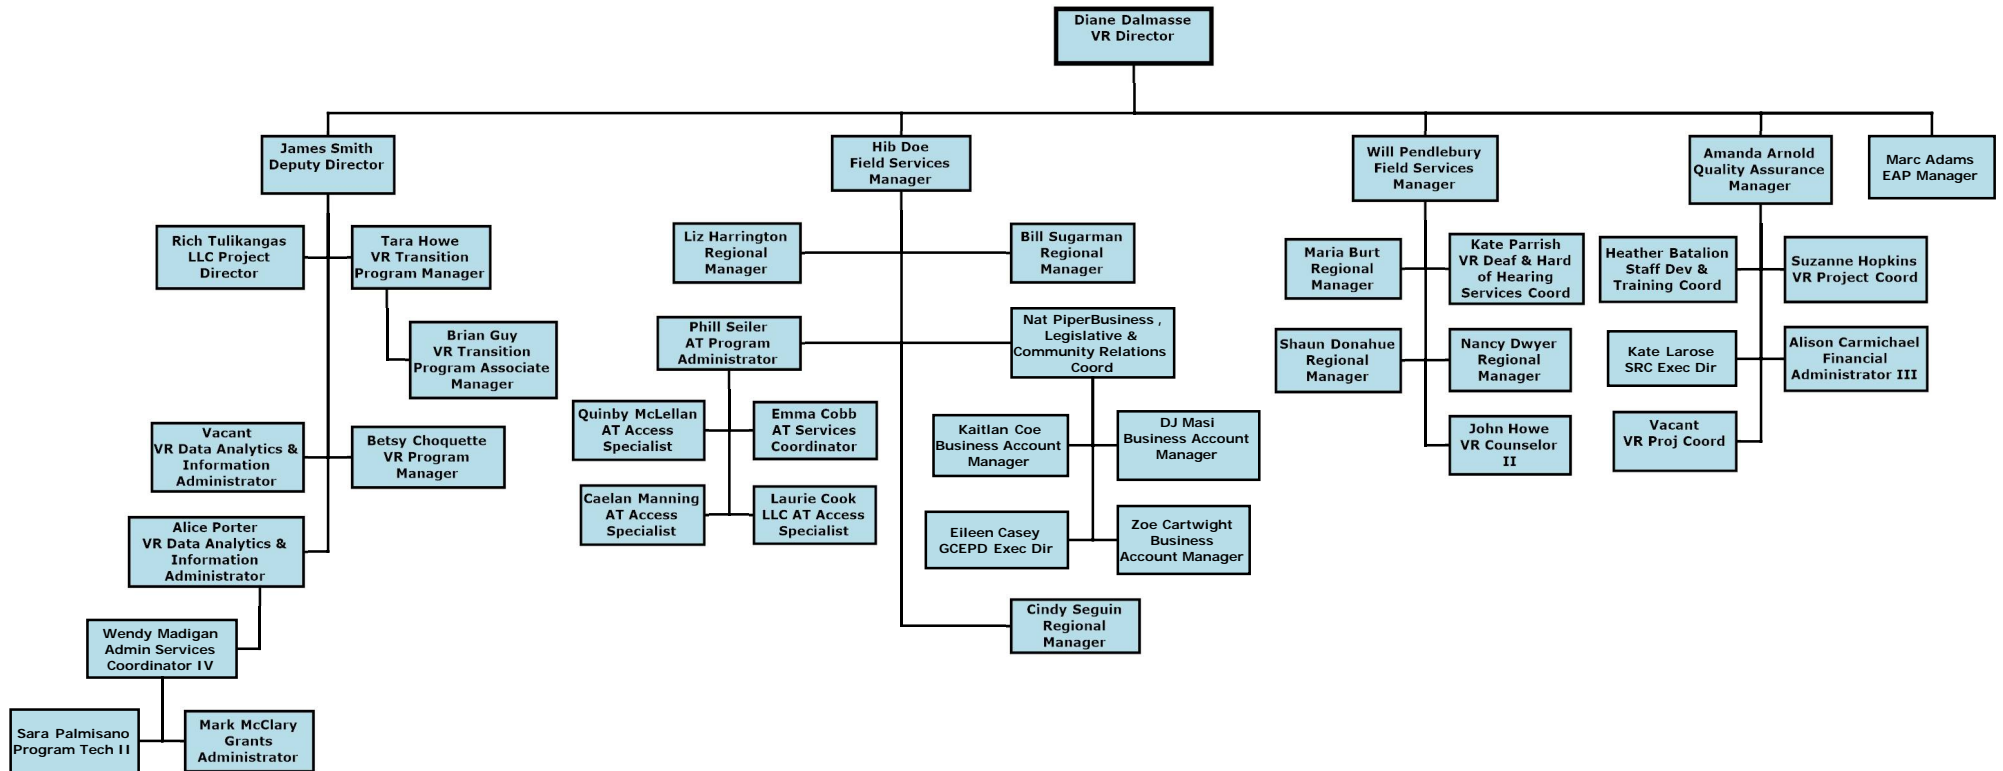 Diane Dalmasse
VR Director
James Smith
Deputy Director
Hib Doe
Field Services
Manager
Will Pendlebury
Field Services
Manager
Amanda Arnold
Quality Assurance
Manager
Marc Adams
EAP Manager
Rich Tulikangas
LLC Project
Director
Tara Howe
VR Transition
Program Manager
Brian Guy
VR Transition
Program Associate
Manager
Vacant
VR Data Analytics &
Information
Administrator
Betsy Choquette
VR Program
Manager
Alice Porter
VR Data Analytics &
Information
Administrator
Wendy Madigan
Admin Services
Coordinator IV
Sara Palmisano
Program Tech II
Mark McClary
Grants
Administrator
Liz Harrington
Regional
Manager
Bill Sugarman
Regional
Manager
Phill Seiler
AT Program
Administrator
Nat PiperBusiness ,
Legislative &
Community Relations
Coord
Quinby McLellan
AT Access
Specialist
Emma Cobb
AT Services
Coordinator
Caelan Manning
AT Access
Specialist
Laurie Cook
LLC AT Access
Specialist
Kaitlan Coe
Business Account
Manager
DJ Masi
Business Account
Manager
Eileen Casey
GCEPD Exec Dir
Zoe Cartwight
Business
Account Manager
Cindy Seguin
Regional
Manager
Maria Burt
Regional
Manager
Kate Parrish
VR Deaf & Hard
of Hearing
Services Coord
Shaun Donahue
Regional
Manager
Nancy Dwyer
Regional
Manager
John Howe
VR Counselor
II
Heather Batalion
Staff Dev &
Training Coord
Suzanne Hopkins
VR Project Coord
Kate Larose
SRC Exec Dir
Alison Carmichael
Financial
Administrator III
Vacant
VR Proj Coord